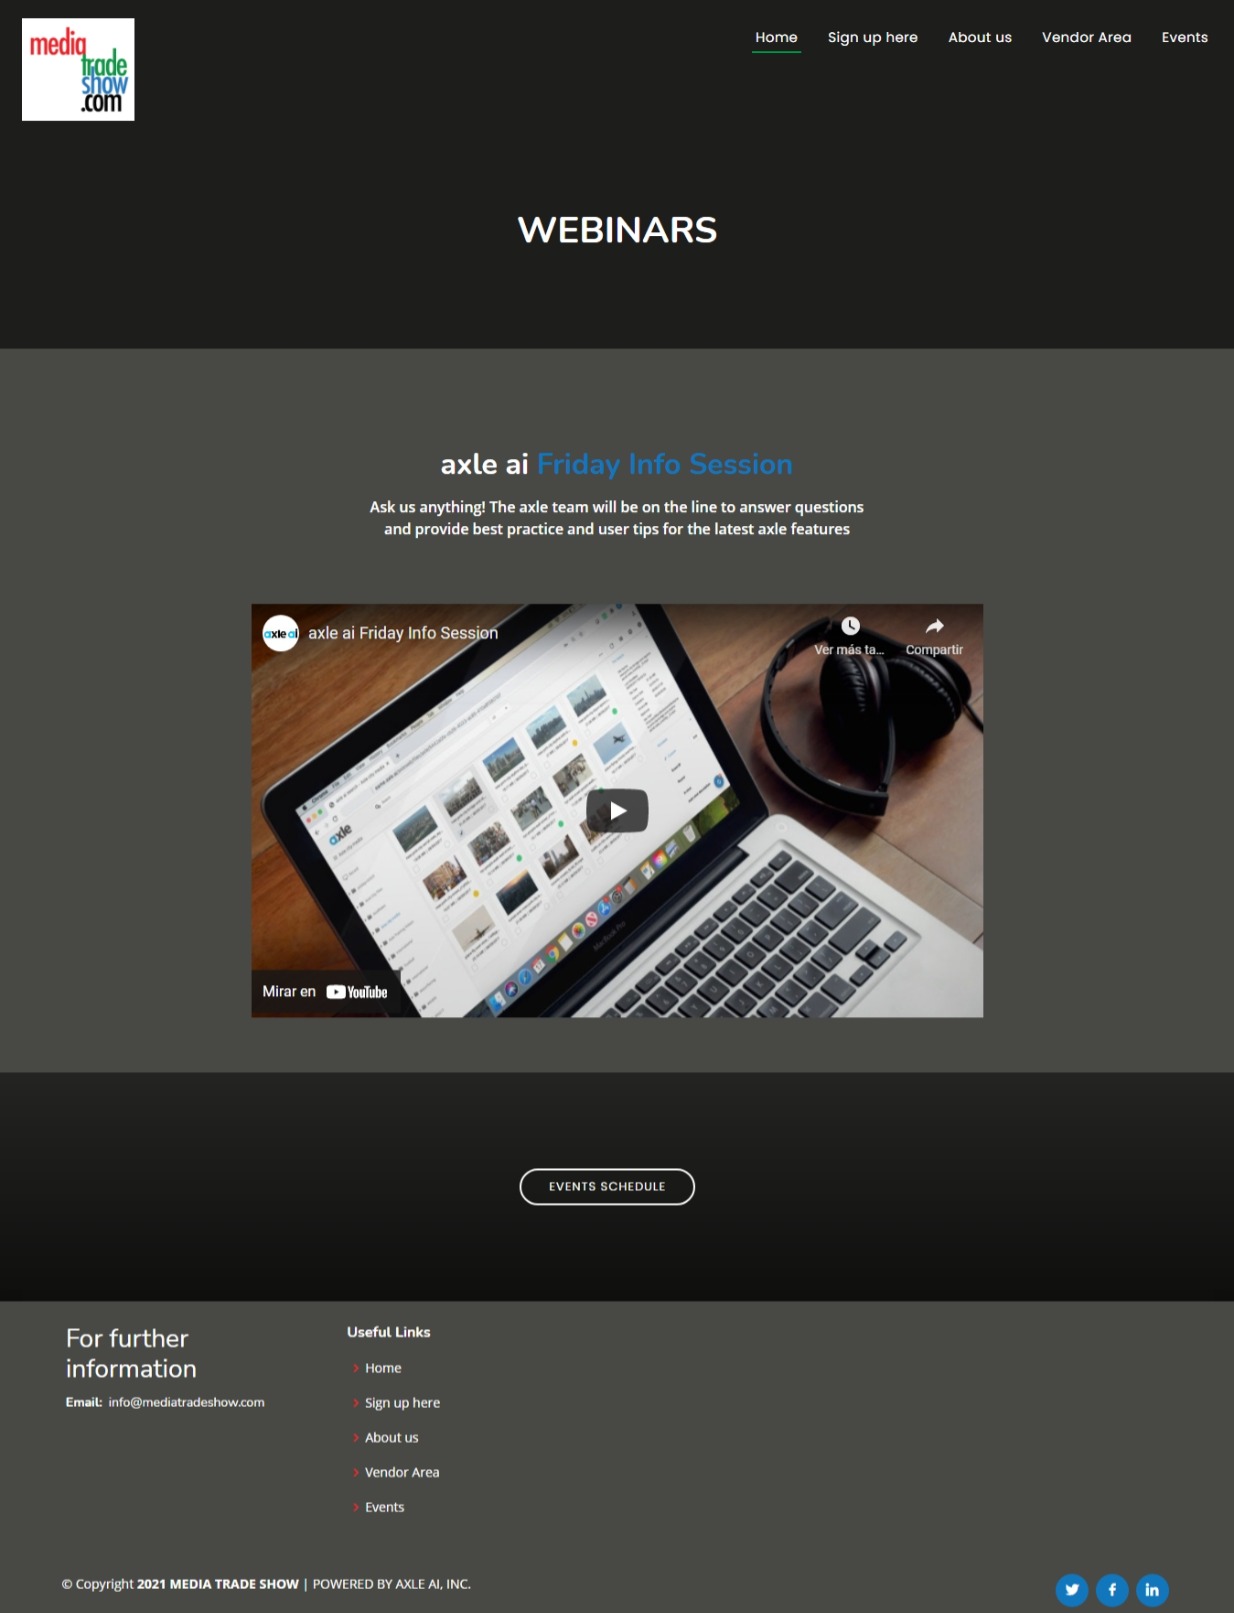 media
trade
show
.com
Home
Sign up here
About us
Vendor Area
Events
WEBINARS
axle ai Friday Info Session
Ask us anything! The axle team will be on the line to answer questions
and provide best practice and user tips for the latest axle features
axle ai
axle ai Friday Info Session
Ver más ta...
Compartir
axle
MacBook Pro
Mirar en YouTube
EVENTS SCHEDULE
For further
information
Email: info@mediatradeshow.com
Useful Links
Home
Sign up here
About us
Vendor Area
Events
© Copyright 2021 MEDIA TRADE SHOW | POWERED BY AXLE AI, INC.